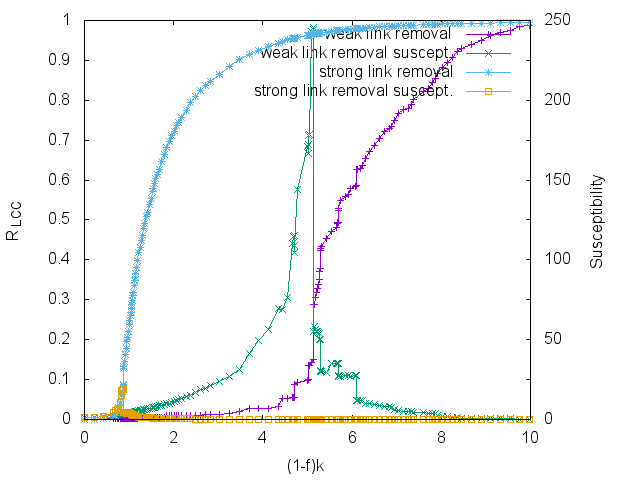 weak link removal
weak link removal suscept.
strong link removal
strong link removal suscept.
1
0.9
0.8
0.7
0.6
0.5
0.4
0.3
0.2
0.1
0
R LCC
250
200
150
100
50
0
Susceptibility
0 2 4 6 8 10
(1-f)k